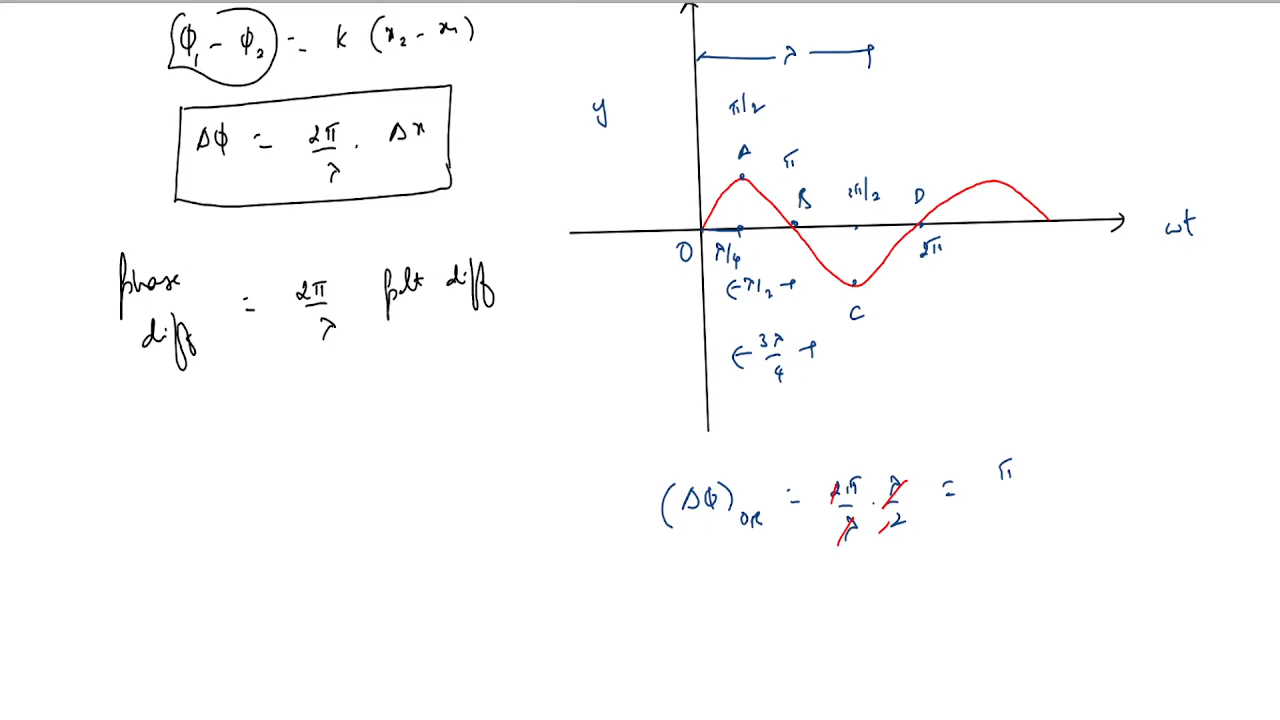 ϕ₁ - ϕ₂ = k (x₂ - x₁)
Δϕ = 2π/λ · Δx
phase diff = 2π/λ path diff
λ
y
π/2
A
π
B
3π/2
D
O
λ/4
2π
ωt
λ/2
C
3λ/4
(Δϕ)OB = 2π/λ · λ/2 = π